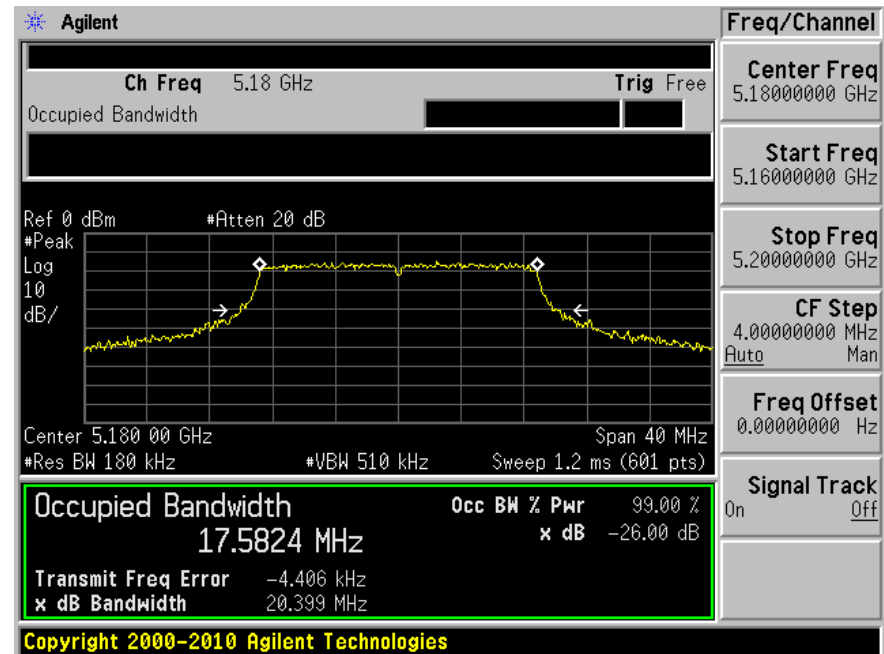 Agilent
Freq/Channel
Ch Freq 5.18 GHz Trig Free
Occupied Bandwidth
Center Freq
5.18000000 GHz
Start Freq
5.16000000 GHz
Stop Freq
5.20000000 GHz
CF Step
4.00000000 MHz
Auto Man
Freq Offset
0.00000000 Hz
Signal Track
On Off
Ref 0 dBm #Atten 20 dB
#Peak
Log
10
dB/
Center 5.180 00 GHz Span 40 MHz
#Res BW 180 kHz #VBW 510 kHz Sweep 1.2 ms (601 pts)
Occupied Bandwidth Occ BW % Pwr 99.00 %
17.5824 MHz x dB -26.00 dB
Transmit Freq Error -4.406 kHz
x dB Bandwidth 20.399 MHz
Copyright 2000-2010 Agilent Technologies